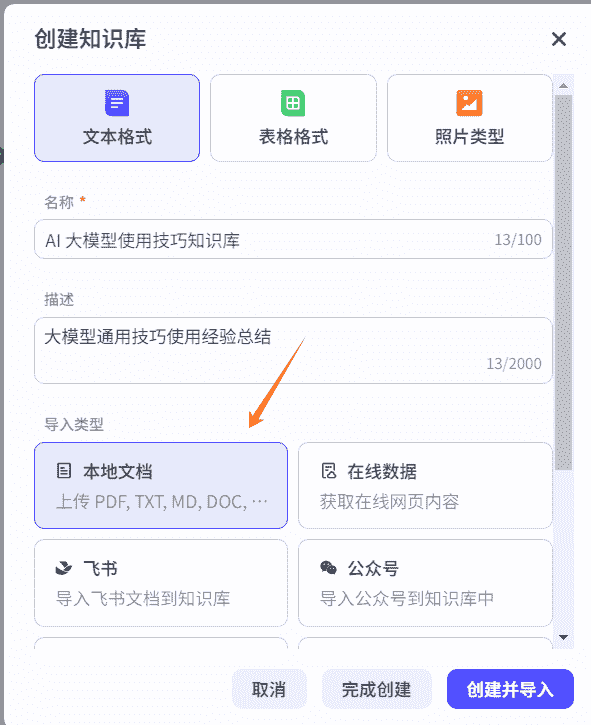 创建知识库
文本格式
表格格式
照片类型
名称 *
AI 大模型使用技巧知识库
13/100
描述
大模型通用技巧使用经验总结
13/2000
导入类型
本地文档
上传 PDF, TXT, MD, DOC, ···
在线数据
获取在线网页内容
飞书
导入飞书文档到知识库
公众号
导入公众号到知识库中
取消
完成创建
创建并导入